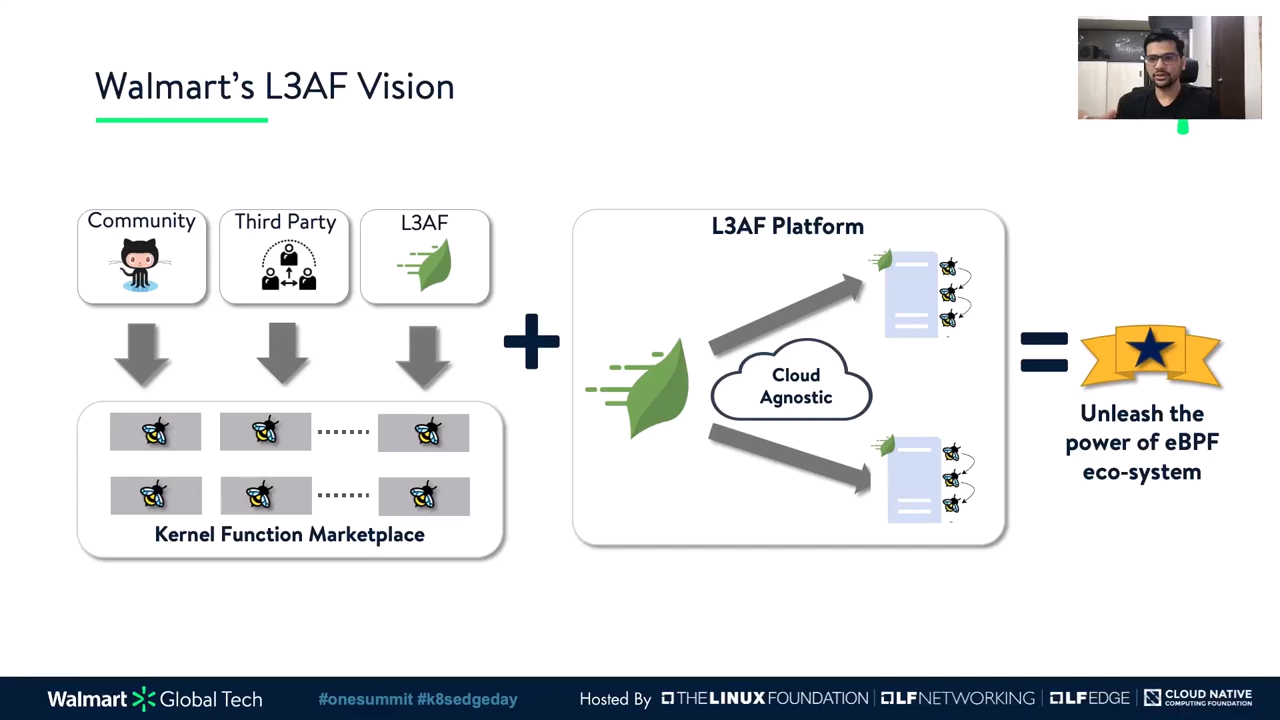 Walmart's L3AF Vision
Community
Third Party
L3AF
Kernel Function Marketplace
L3AF Platform
Cloud
Agnostic
Unleash the
power of eBPF
eco-system
Walmart Global Tech
#onesummit #k8sedgeday
Hosted By
THE LINUX FOUNDATION
LF NETWORKING
LF EDGE
CLOUD NATIVE
COMPUTING FOUNDATION